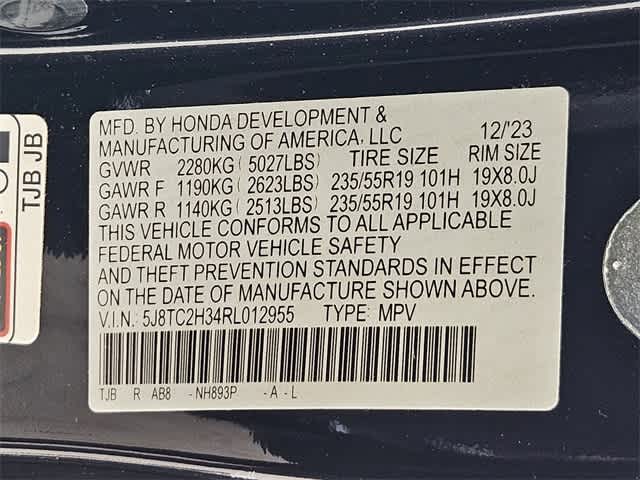 TJB JB
MFD. BY HONDA DEVELOPMENT &
MANUFACTURING OF AMERICA, LLC 12/'23
GVWR 2280KG ( 5027LBS) TIRE SIZE RIM SIZE
GAWR F 1190KG ( 2623LBS) 235/55R19 101H 19X8.0J
GAWR R 1140KG ( 2513LBS) 235/55R19 101H 19X8.0J
THIS VEHICLE CONFORMS TO ALL APPLICABLE
FEDERAL MOTOR VEHICLE SAFETY
AND THEFT PREVENTION STANDARDS IN EFFECT
ON THE DATE OF MANUFACTURE SHOWN ABOVE.
V.I.N.: 5J8TC2H34RL012955 TYPE: MPV
TJB R AB8 -NH893P -A-L